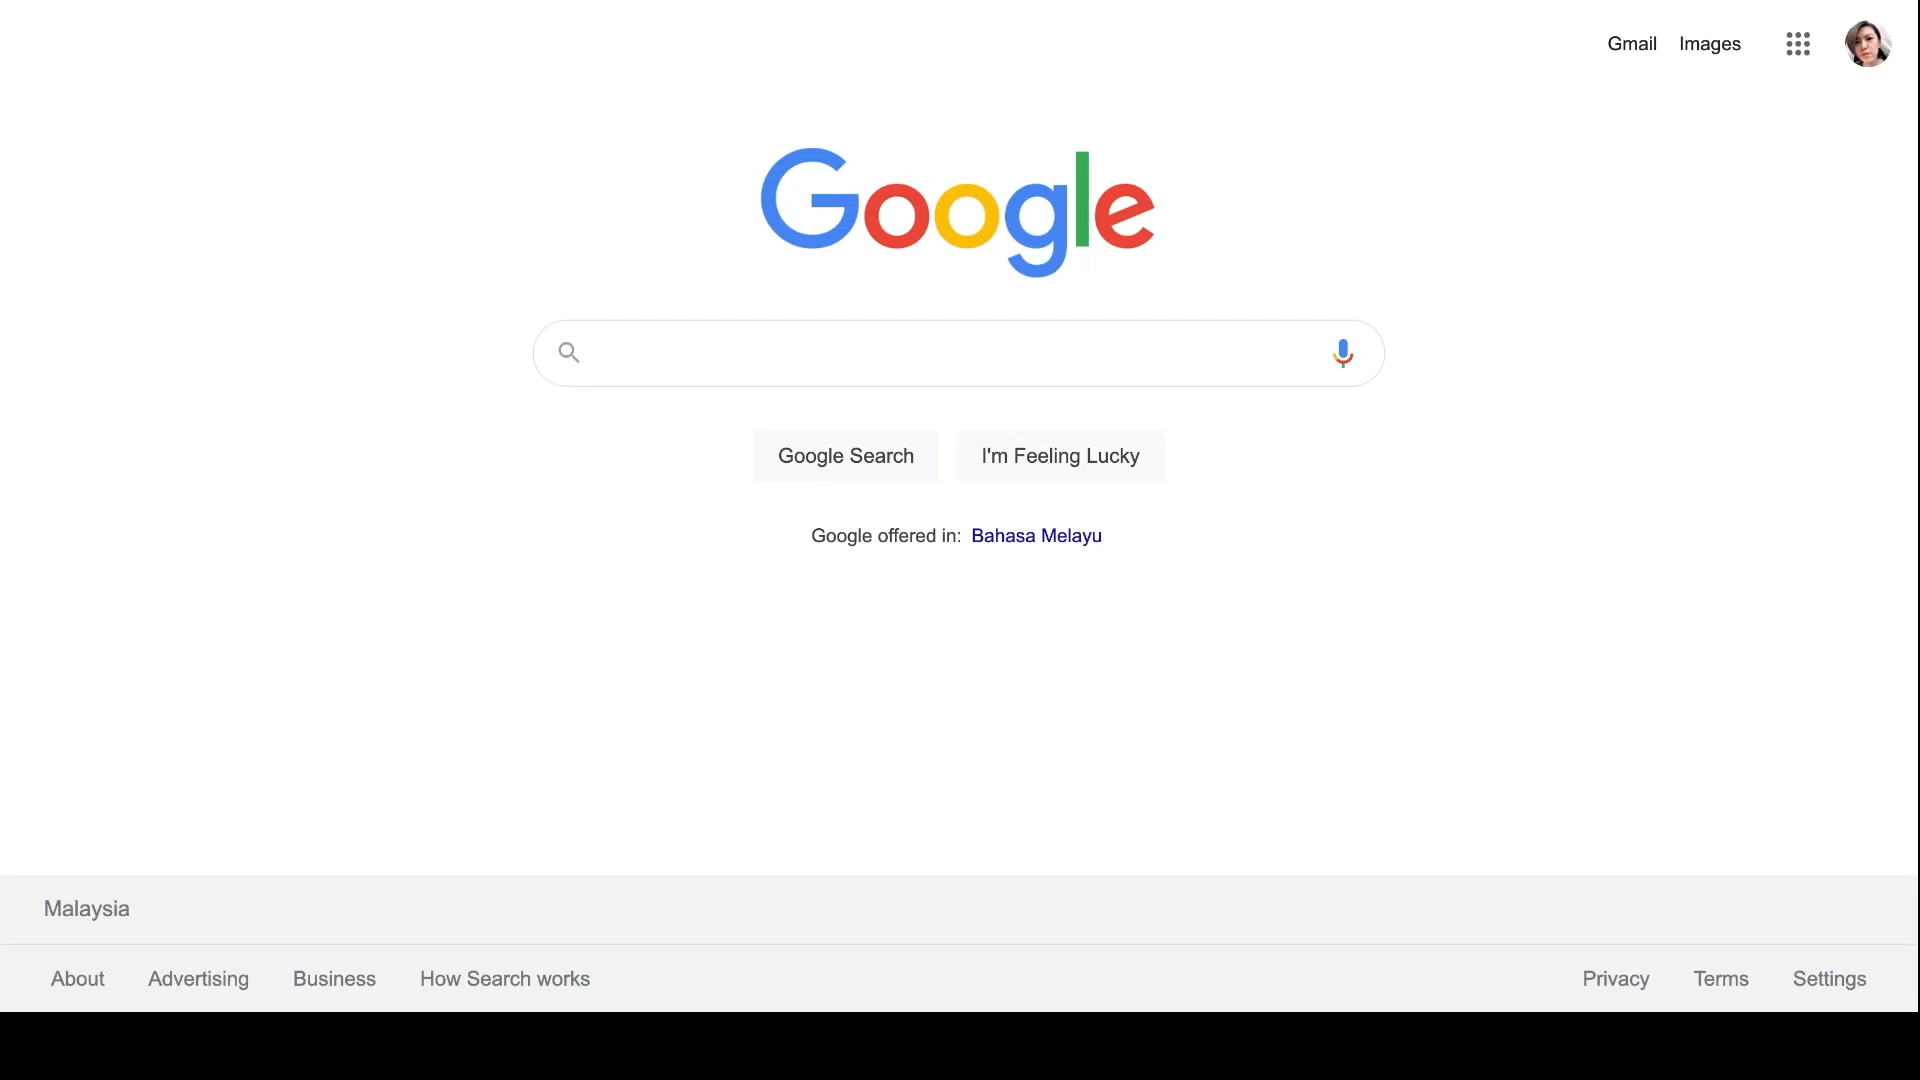 Gmail Images
Google
Google Search I'm Feeling Lucky
Google offered in: Bahasa Melayu
Malaysia
About Advertising Business How Search works Privacy Terms Settings